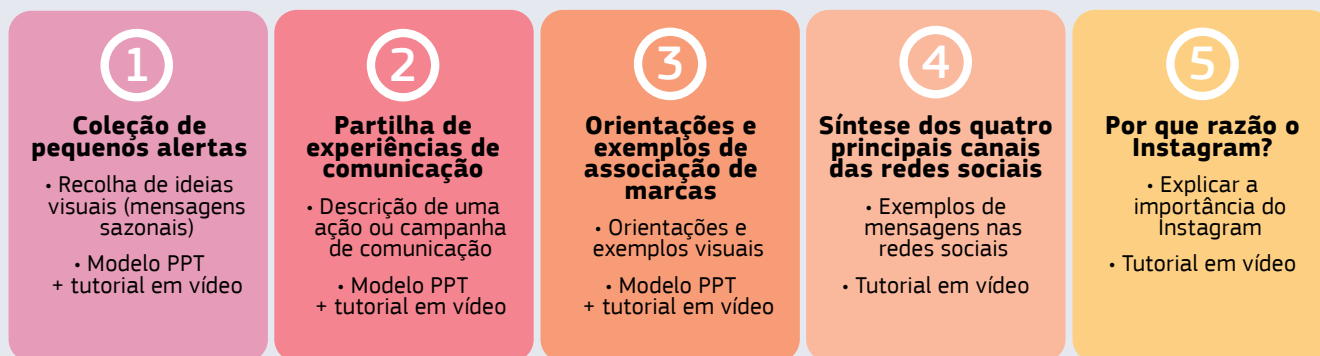 1
Coleção de
pequenos alertas
• Recolha de ideias
visuais (mensagens
sazonais)
• Modelo PPT
+ tutorial em vídeo
2
Partilha de
experiências de
comunicação
• Descrição de uma
ação ou campanha
de comunicação
• Modelo PPT
+ tutorial em vídeo
3
Orientações e
exemplos de
associação de
marcas
• Orientações e
exemplos visuais
• Modelo PPT
+ tutorial em vídeo
4
Síntese dos quatro
principais canais
das redes sociais
• Exemplos de
mensagens nas
redes sociais
• Tutorial em vídeo
5
Por que razão o
Instagram?
• Explicar a
importância do
Instagram
• Tutorial em vídeo